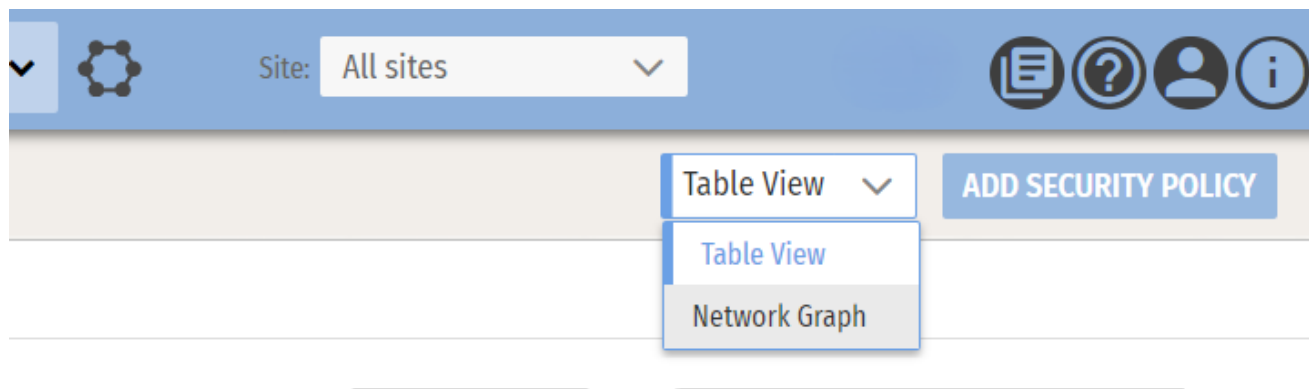 Site: All sites
Table View ADD SECURITY POLICY
Table View
Network Graph